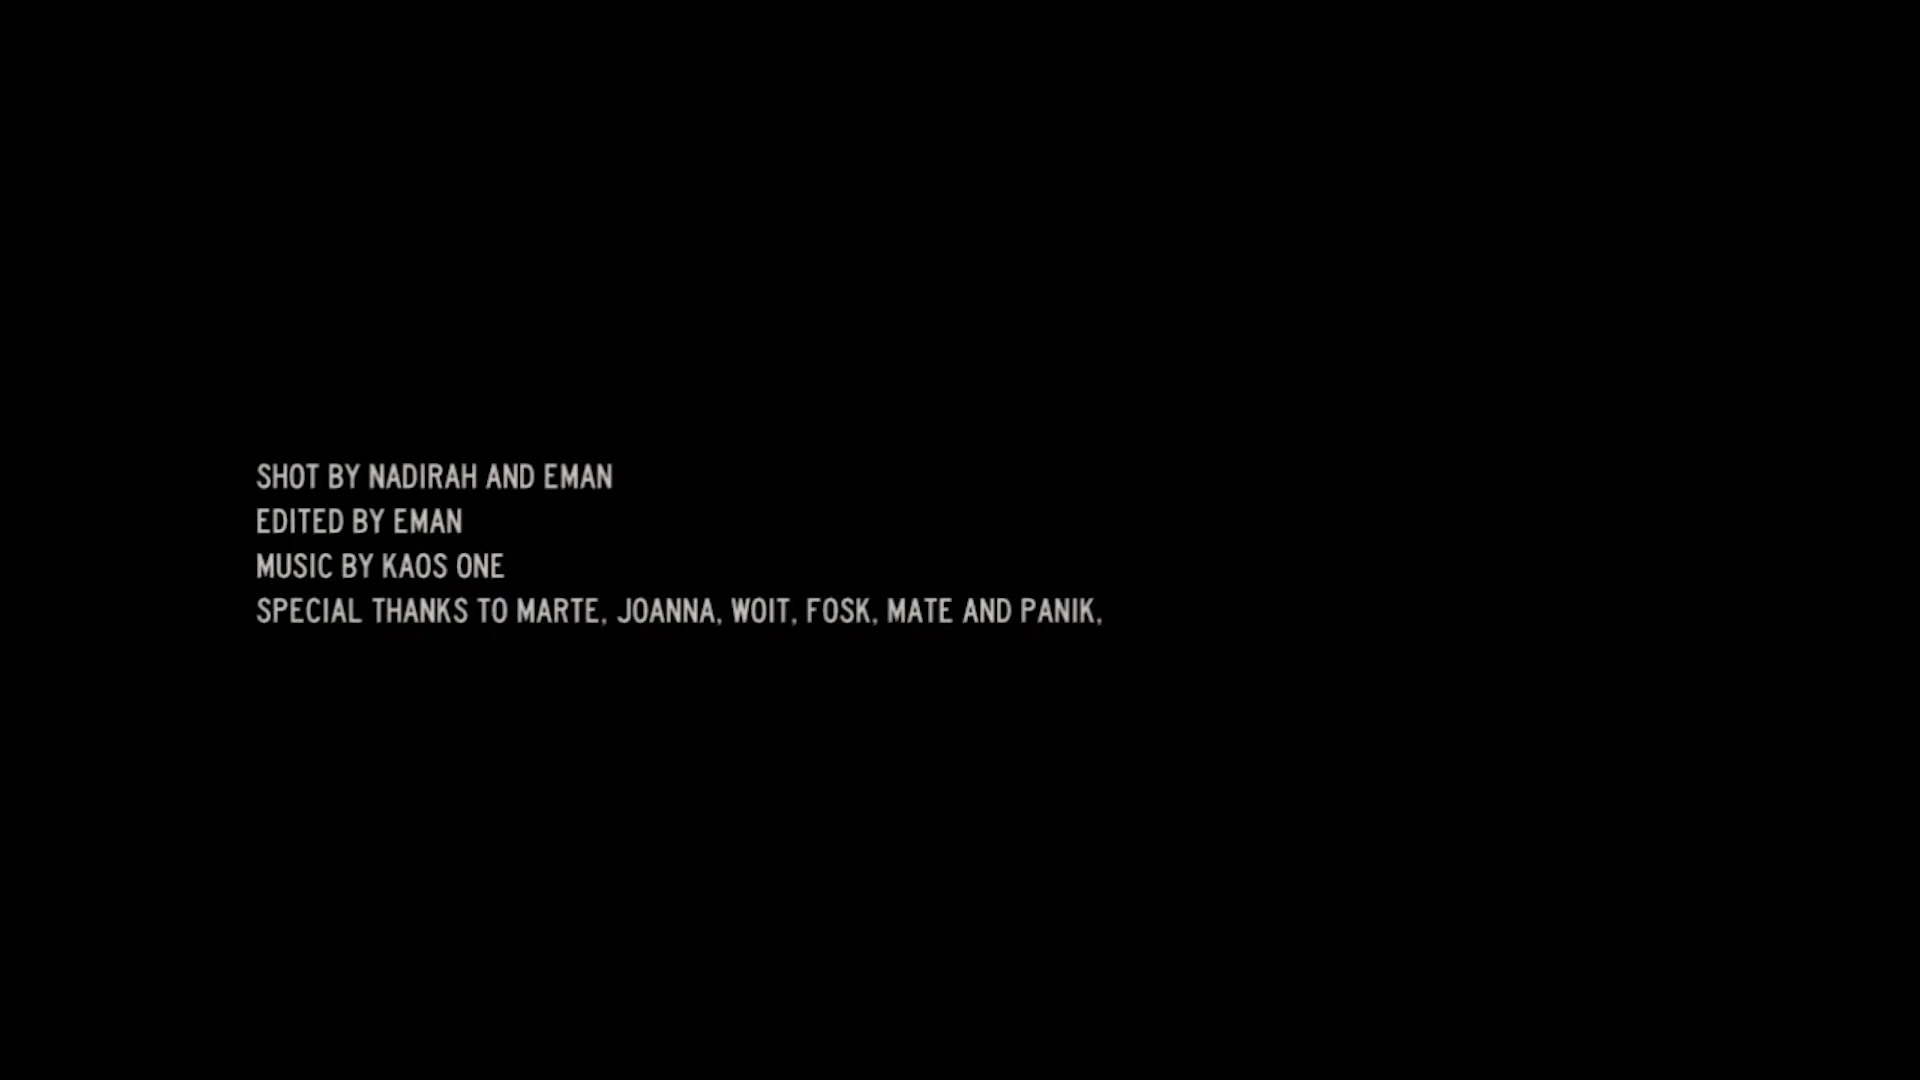 SHOT BY NADIRAH AND EMAN
EDITED BY EMAN
MUSIC BY KAOS ONE
SPECIAL THANKS TO MARTE, JOANNA, WOIT, FOSK, MATE AND PANIK,